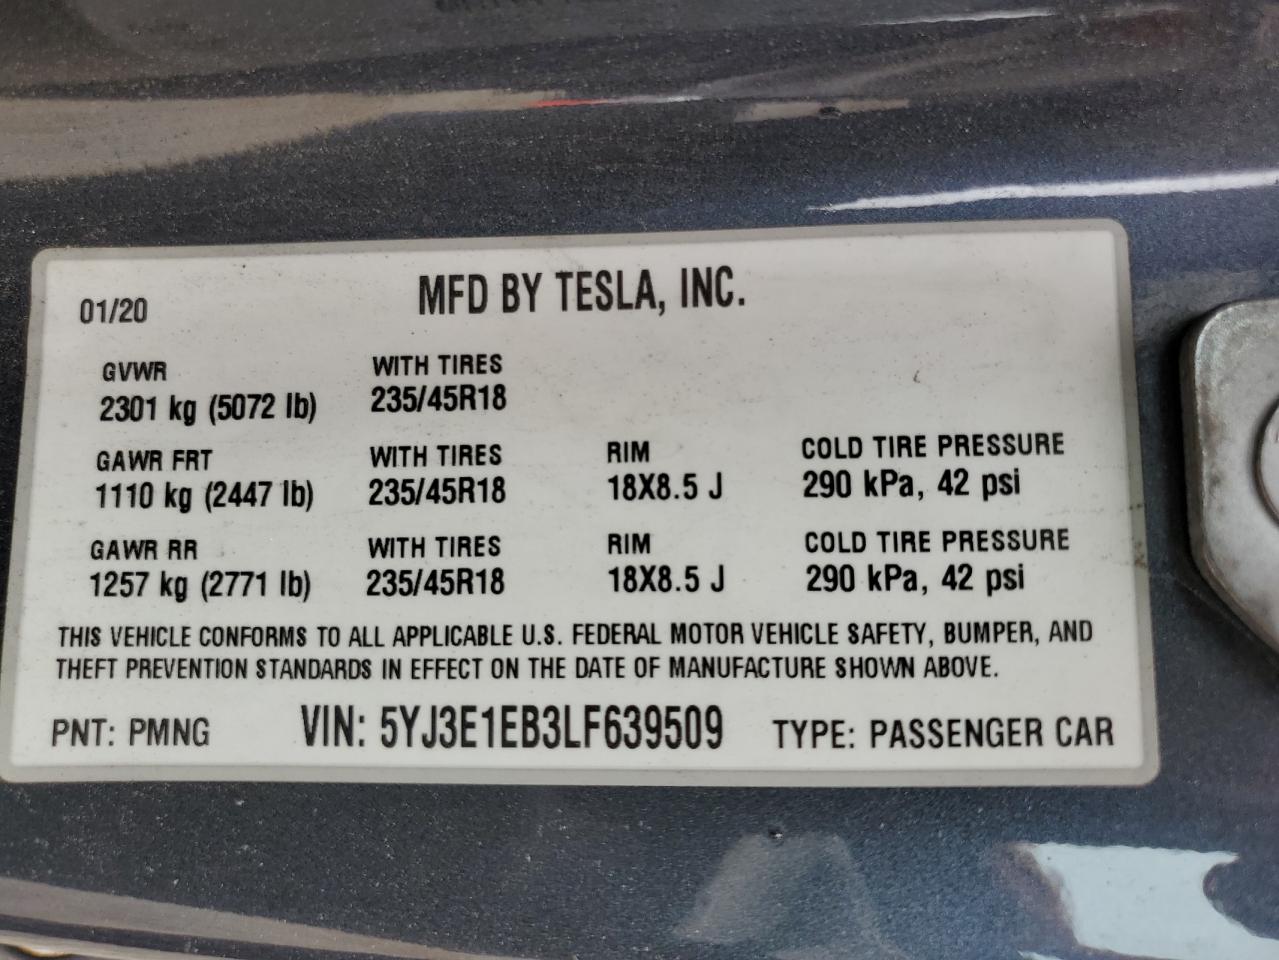 MFD BY TESLA, INC.
01/20
GVWR WITH TIRES
2301 kg (5072 lb) 235/45R18
GAWR FRT WITH TIRES RIM COLD TIRE PRESSURE
1110 kg (2447 lb) 235/45R18 18X8.5 J 290 kPa, 42 psi
GAWR RR WITH TIRES RIM COLD TIRE PRESSURE
1257 kg (2771 lb) 235/45R18 18X8.5 J 290 kPa, 42 psi
THIS VEHICLE CONFORMS TO ALL APPLICABLE U.S. FEDERAL MOTOR VEHICLE SAFETY, BUMPER, AND
THEFT PREVENTION STANDARDS IN EFFECT ON THE DATE OF MANUFACTURE SHOWN ABOVE.
PNT: PMNG VIN: 5YJ3E1EB3LF639509 TYPE: PASSENGER CAR